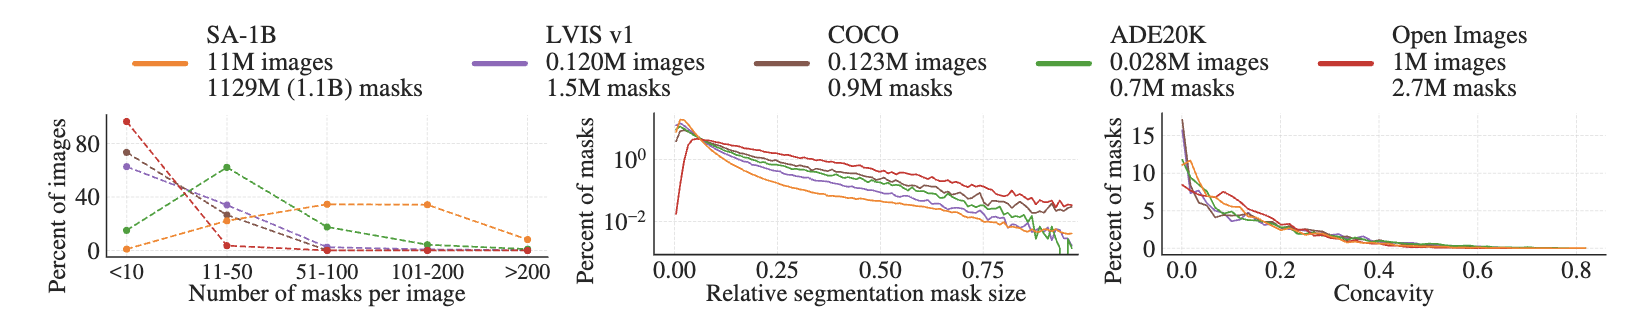 SA-1B
11M images
1129M (1.1B) masks
LVIS v1
0.120M images
1.5M masks
COCO
0.123M images
0.9M masks
ADE20K
0.028M images
0.7M masks
Open Images
1M images
2.7M masks
Percent of images
80
40
0
<10 11-50 51-100 101-200 >200
Number of masks per image
Percent of masks
10⁰
10⁻²
0.00 0.25 0.50 0.75
Relative segmentation mask size
Percent of masks
15
10
5
0
0.0 0.2 0.4 0.6 0.8
Concavity